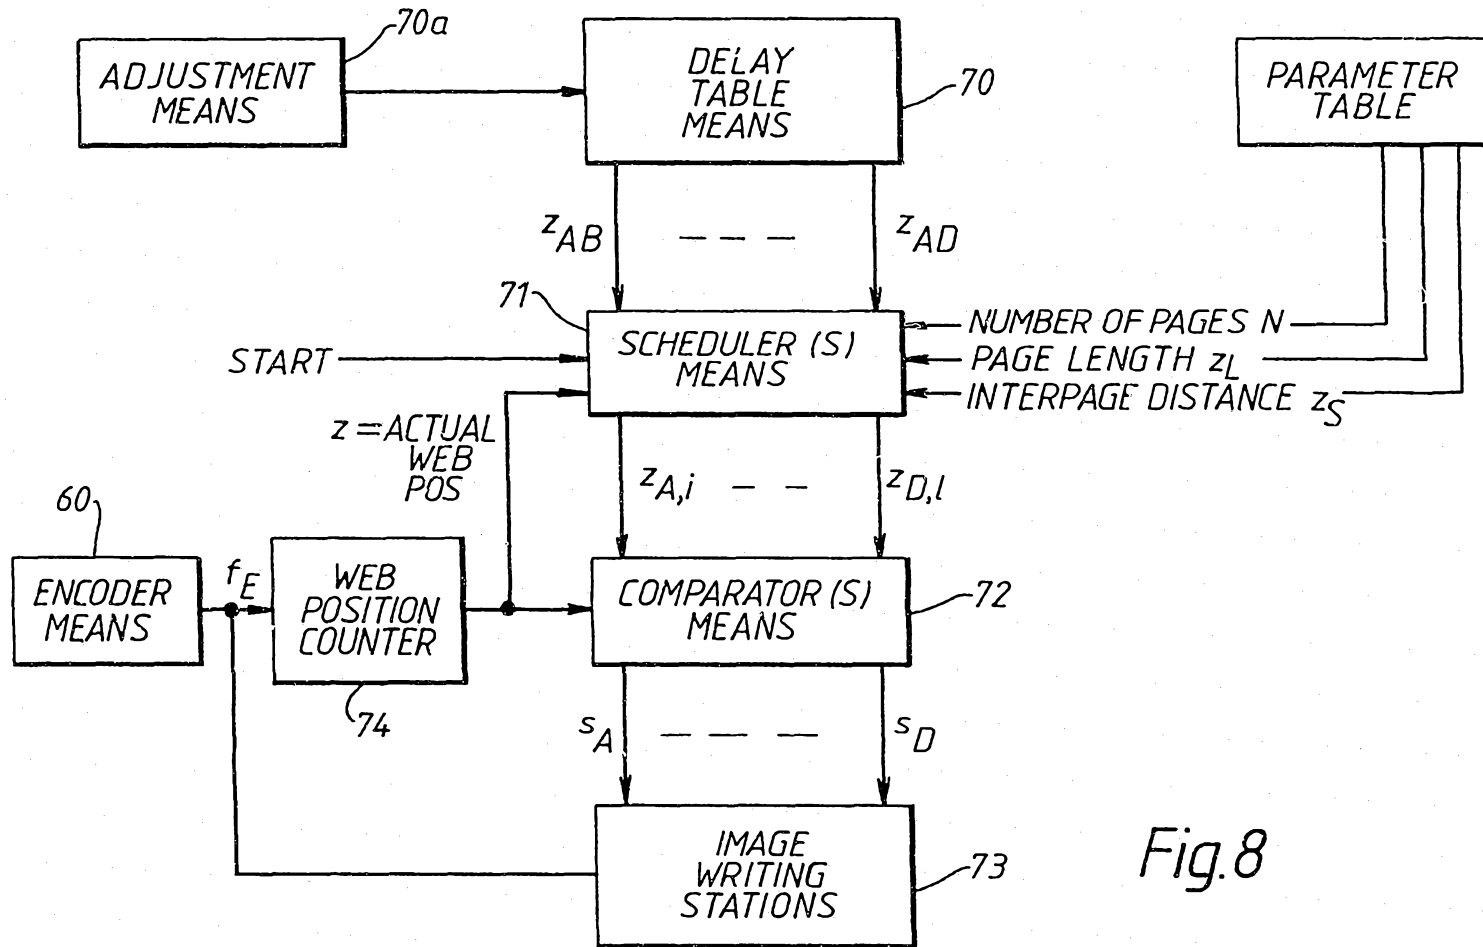 70a
ADJUSTMENT
MEANS
DELAY
TABLE
MEANS
70
PARAMETER
TABLE
zAB
— — —
zAD
71
SCHEDULER (S)
MEANS
START
NUMBER OF PAGES N
PAGE LENGTH zL
INTERPAGE DISTANCE zS
z = ACTUAL
WEB
POS
zA,i
— —
zD,l
60
ENCODER
MEANS
fE
WEB
POSITION
COUNTER
74
COMPARATOR (S)
MEANS
72
sA
— — — —
sD
IMAGE
WRITING
STATIONS
73
Fig.8